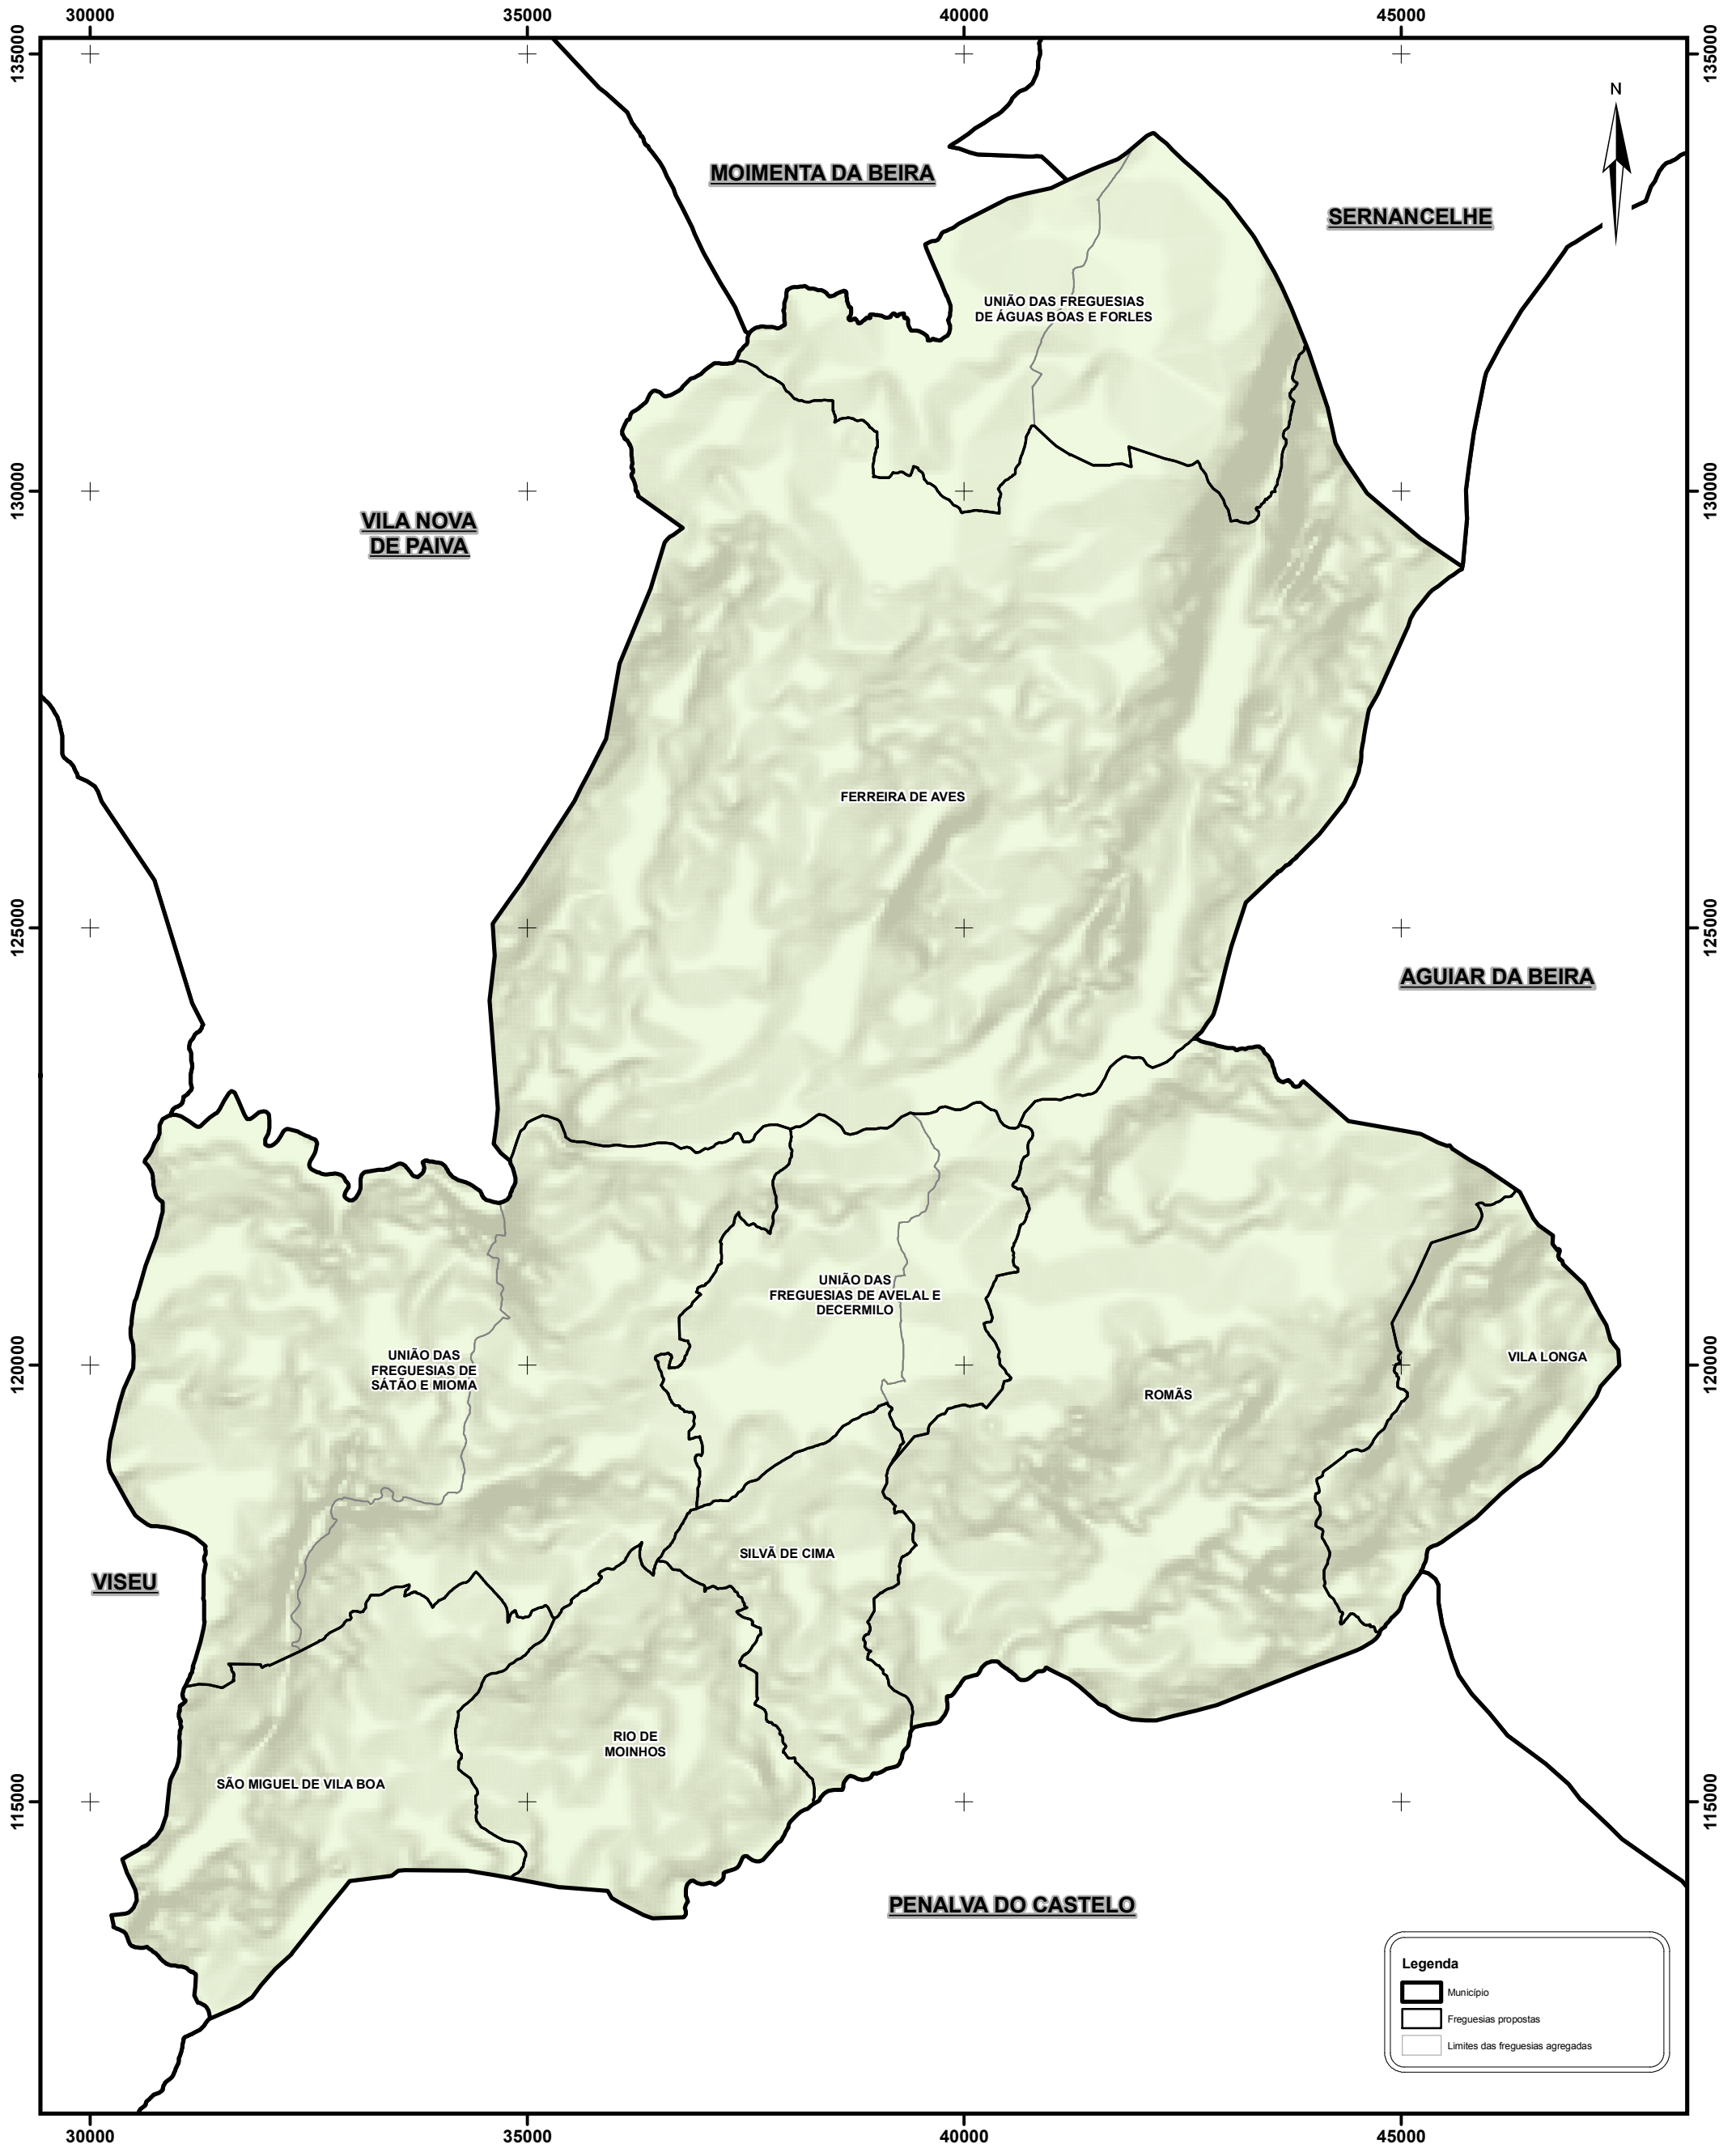 30000 35000 40000 45000
135000 135000
N
MOIMENTA DA BEIRA
SERNANCELHE
UNIÃO DAS FREGUESIAS
DE ÁGUAS BOAS E FORLES
130000 130000
VILA NOVA
DE PAIVA
FERREIRA DE AVES
125000 125000
AGUIAR DA BEIRA
UNIÃO DAS
FREGUESIAS DE AVELAL E
DECERMILO
UNIÃO DAS
FREGUESIAS DE
SÁTÃO E MIOMA
120000 120000
VILA LONGA
ROMÃS
SILVÃ DE CIMA
VISEU
RIO DE
MOINHOS
SÃO MIGUEL DE VILA BOA
115000 115000
PENALVA DO CASTELO
Legenda
Município
Freguesias propostas
Limites das freguesias agregadas
30000 35000 40000 45000